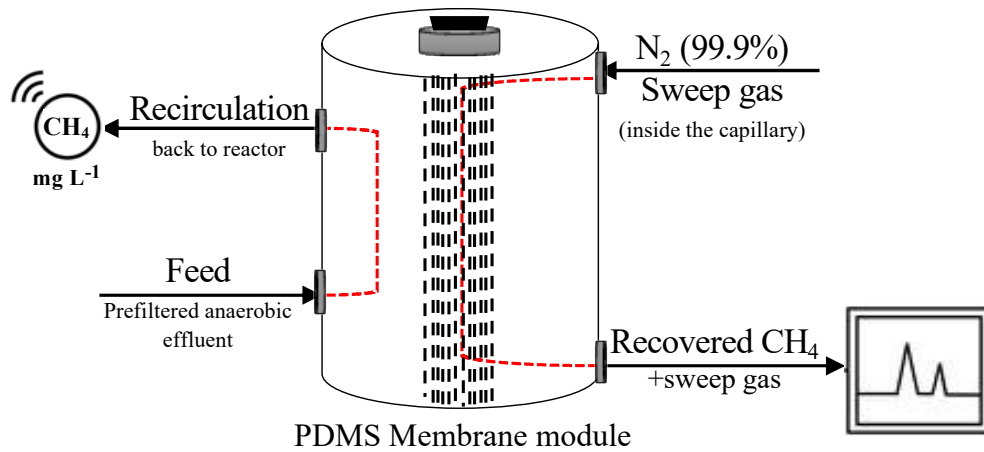 N₂ (99.9%)
Sweep gas
(inside the capillary)
Recirculation
back to reactor
CH₄
mg L⁻¹
Feed
Prefiltered anaerobic
effluent
Recovered CH₄
+sweep gas
PDMS Membrane module